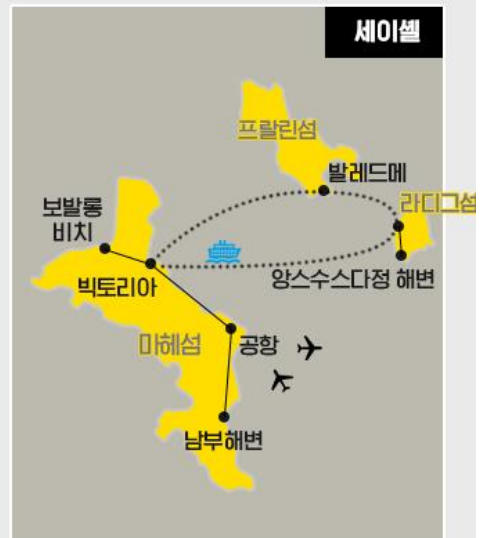 세이셸
프랄린섬
발레드메
라디그섬
보발롱
비치
앙스수스다정 해변
빅토리아
마헤섬
공항
남부해변